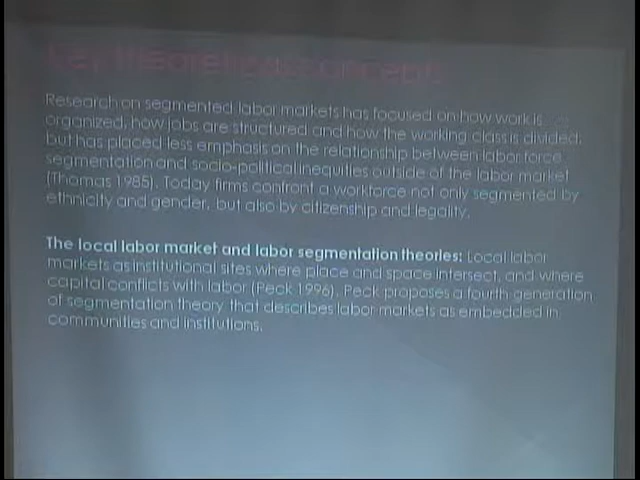 Key theoretical concepts
Research on segmented labor markets has focused on how work is
organized, how jobs are structured and how the working class is divided;
but has placed less emphasis on the relationship between labor force
segmentation and socio-political inequities outside of the labor market
(Thomas 1985). Today firms confront a workforce not only segmented by
ethnicity and gender, but also by citizenship and legality.
The local labor market and labor segmentation theories: Local labor
markets as institutional sites where place and space intersect, and where
capital conflicts with labor (Peck 1996). Peck proposes a fourth generation
of segmentation theory that describes labor markets as embedded in
communities and institutions.